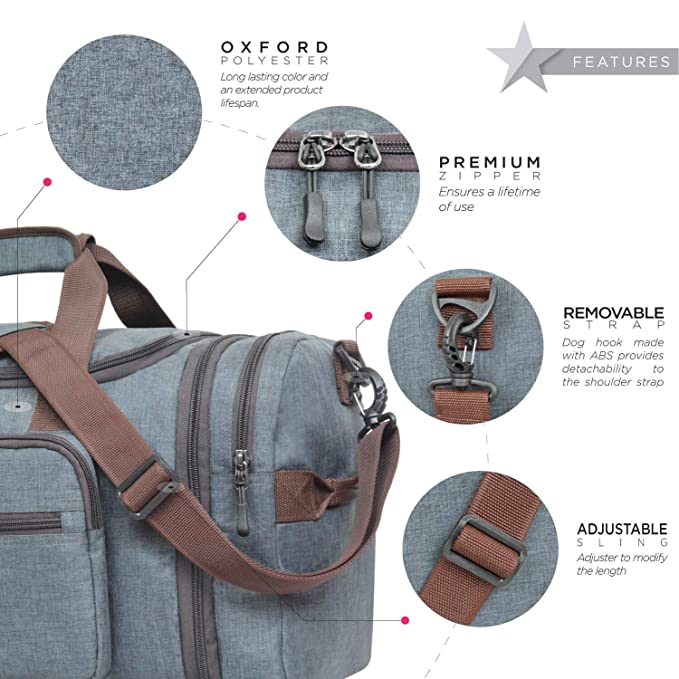 OXFORD
POLYESTER
Long lasting color and
an extended product
lifespan.
FEATURES
PREMIUM
ZIPPER
Ensures a lifetime
of use
REMOVABLE
STRAP
Dog hook made
with ABS provides
detachability to
the shoulder strap
ADJUSTABLE
SLING
Adjuster to modify
the length